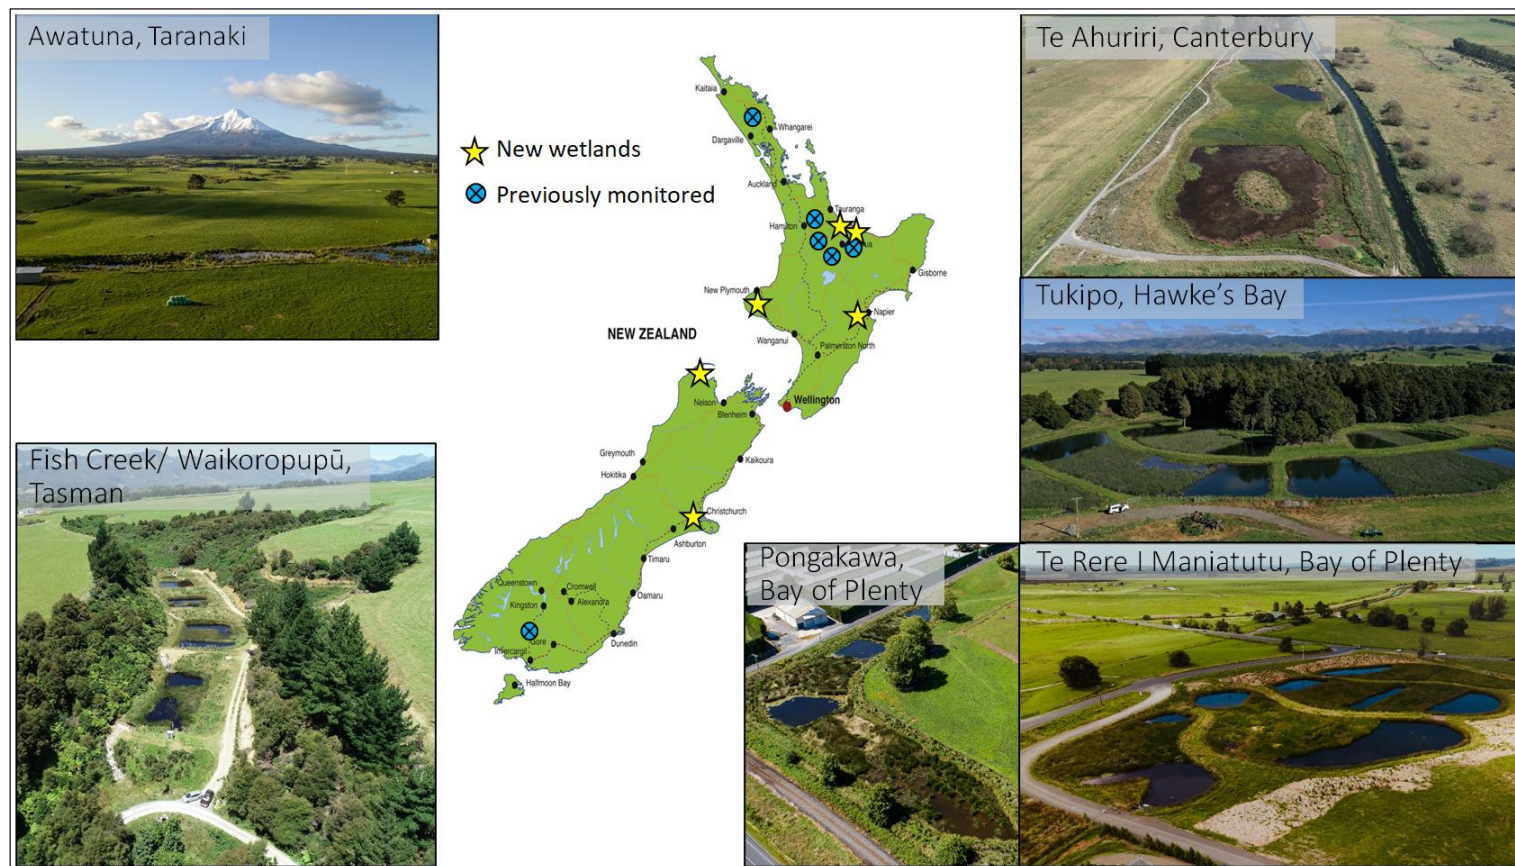 Awatuna, Taranaki
Te Ahuriri, Canterbury
Tukipo, Hawke's Bay
Fish Creek/ Waikoropupū,
Tasman
Pongakawa,
Bay of Plenty
Te Rere I Maniatutu, Bay of Plenty
New wetlands
Previously monitored
NEW ZEALAND
Kaitaia
Whangarei
Dargaville
Auckland
Tauranga
Hamilton
Gisborne
New Plymouth
Napier
Wanganui
Palmerston North
Wellington
Nelson
Blenheim
Greymouth
Hokitika
Kaikoura
Christchurch
Ashburton
Timaru
Queenstown
Cromwell
Kingston
Alexandra
Oamaru
Gore
Dunedin
Invercargil
Halfmoon Bay